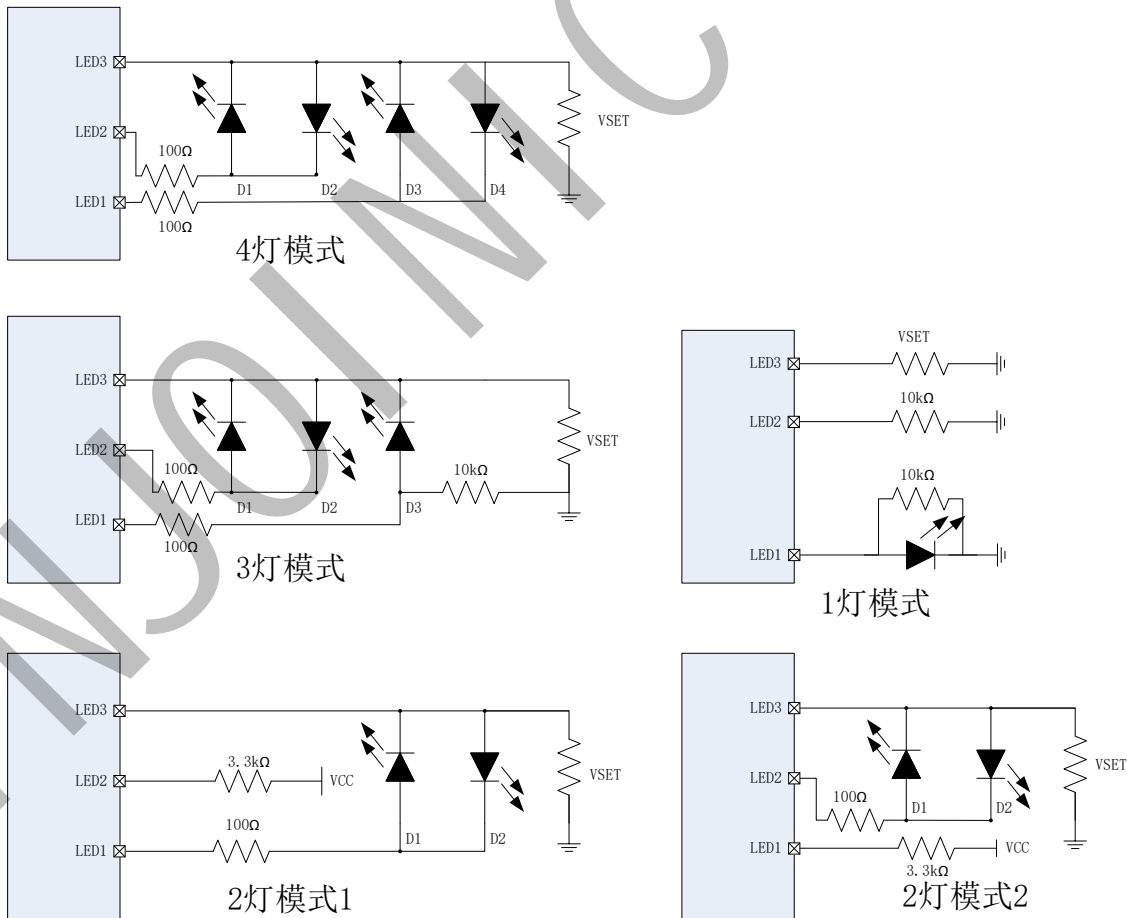 LED3
LED2
LED1
100Ω
100Ω
D1
D2
D3
D4
VSET
4灯模式
LED3
LED2
LED1
100Ω
100Ω
D1
D2
D3
10kΩ
VSET
3灯模式
LED3
LED2
LED1
VSET
10kΩ
10kΩ
1灯模式
LED3
LED2
LED1
3.3kΩ
VCC
100Ω
D1
D2
VSET
2灯模式1
LED3
LED2
LED1
100Ω
D1
D2
VSET
3.3kΩ
VCC
2灯模式2
NJOINIC